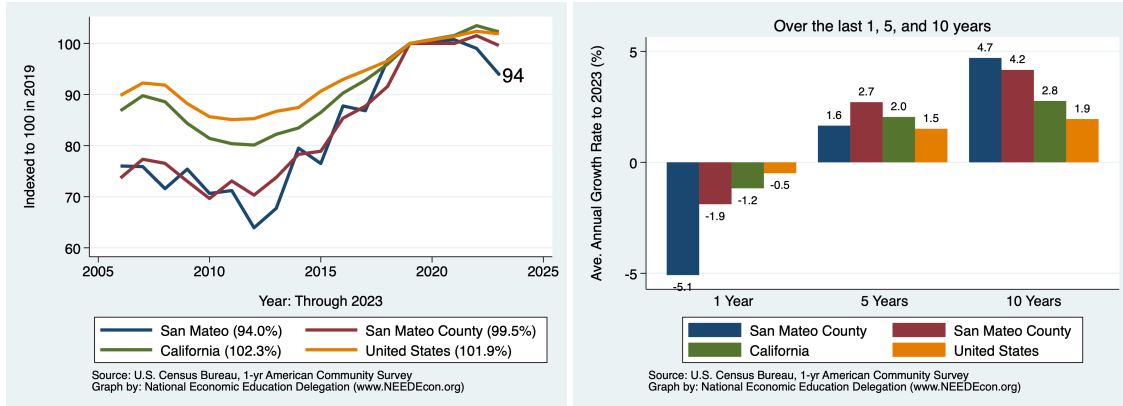 Indexed to 100 in 2019
100
90
80
70
60
94
2005
2010
2015
2020
2025
Year: Through 2023
San Mateo (94.0%)
San Mateo County (99.5%)
California (102.3%)
United States (101.9%)
Source: U.S. Census Bureau, 1-yr American Community Survey
Graph by: National Economic Education Delegation (www.NEEDEcon.org)
Over the last 1, 5, and 10 years
Ave. Annual Growth Rate to 2023 (%)
5
0
-5
-5.1
-1.9
-1.2
-0.5
1.6
2.7
2.0
1.5
4.7
4.2
2.8
1.9
1 Year
5 Years
10 Years
San Mateo County
San Mateo County
California
United States
Source: U.S. Census Bureau, 1-yr American Community Survey
Graph by: National Economic Education Delegation (www.NEEDEcon.org)